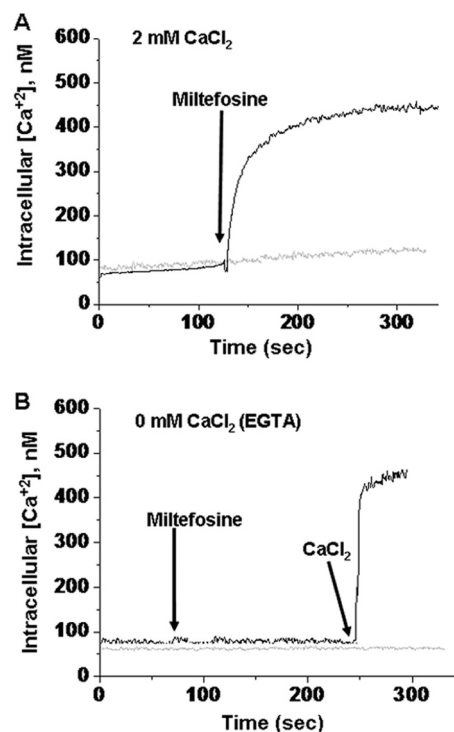 A
2 mM CaCl₂
Miltefosine
Intracellular [Ca⁺²], nM
600
500
400
300
200
100
0
0
100
200
300
Time (sec)
B
0 mM CaCl₂ (EGTA)
Miltefosine
CaCl₂
Intracellular [Ca⁺²], nM
600
500
400
300
200
100
0
0
100
200
300
Time (sec)